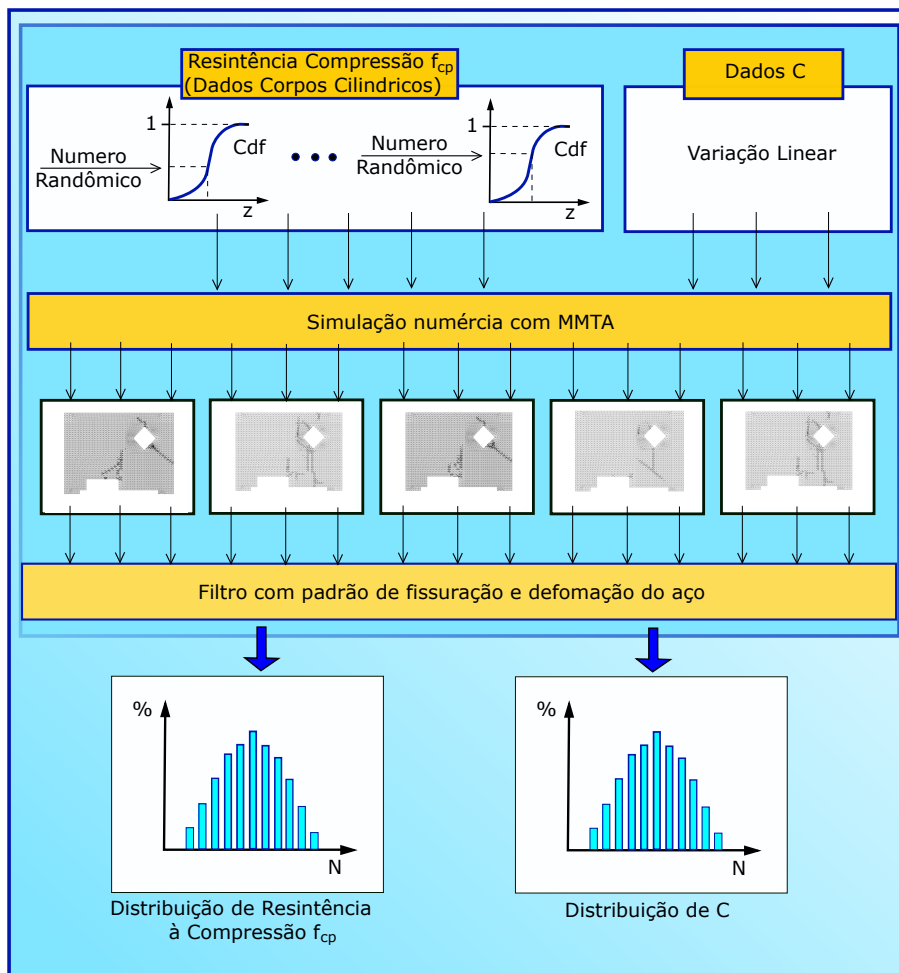 Resintência Compressão fcp
(Dados Corpos Cilindricos)
Dados C
1
Cdf
Numero
Randômico
z
1
Cdf
Numero
Randômico
z
Variação Linear
Simulação numércia com MMTA
Filtro com padrão de fissuração e defomação do aço
%
N
%
N
Distribuição de Resintência
à Compressão fcp
Distribuição de C